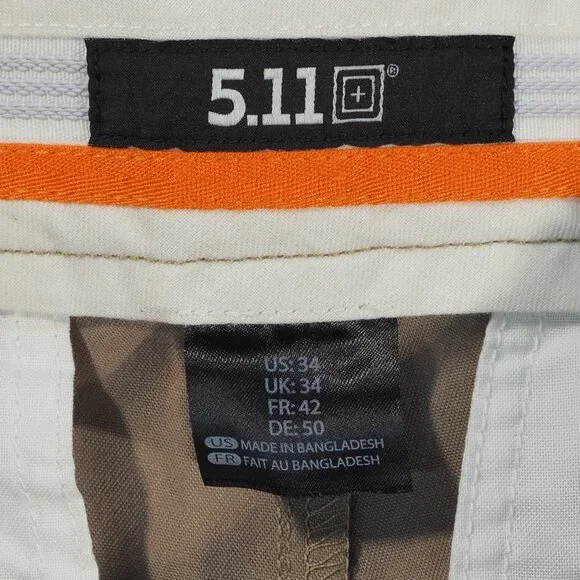 5.11®
US: 34
UK: 34
FR: 42
DE: 50
US MADE IN BANGLADESH
FR FAIT AU BANGLADESH